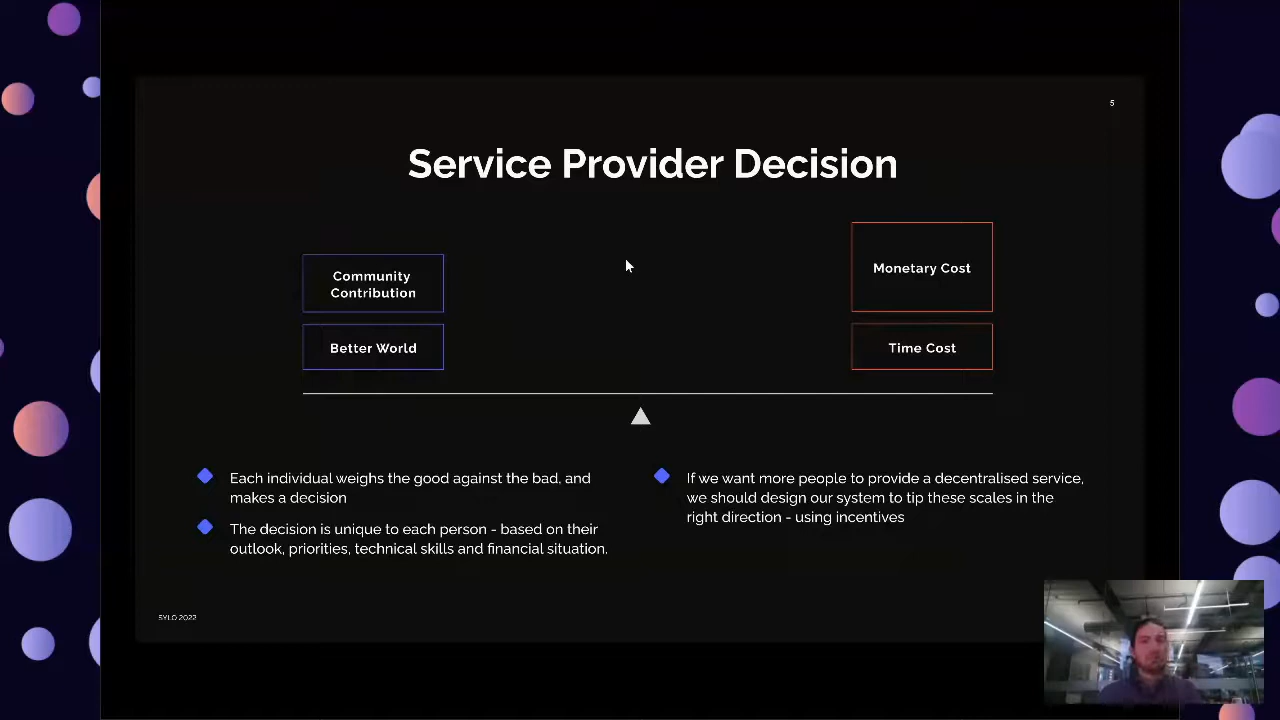 5
Service Provider Decision
Community
Contribution
Better World
Monetary Cost
Time Cost
Each individual weighs the good against the bad, and
makes a decision
The decision is unique to each person - based on their
outlook, priorities, technical skills and financial situation.
If we want more people to provide a decentralised service,
we should design our system to tip these scales in the
right direction - using incentives
SYLO 2022